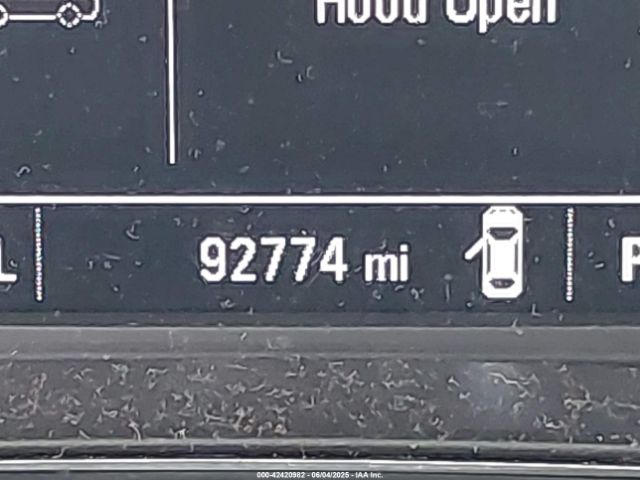 Hood Open
92774 mi
000-42420982 - 06/04/2025 - IAA Inc.